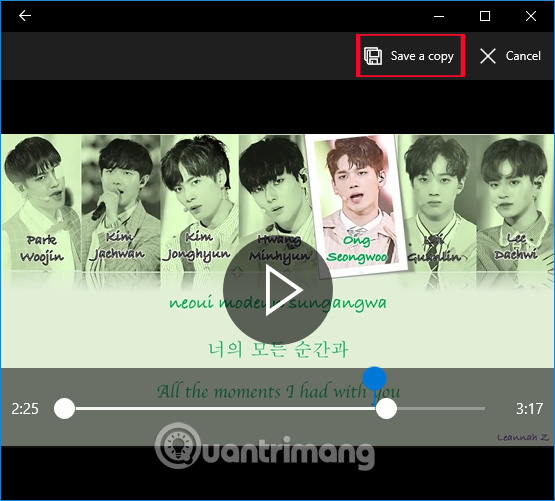 Save a copy
Cancel
Park Woojin
Kim Jaehwan
Kim Jonghyun
Hwang Minhyun
Ong Seongwoo
Guanlin
Lee Daehwi
neoui modeun sungangwa
너의 모든 순간과
All the moments I had with you
2:25
3:17
Quantrimang
Leannah Z